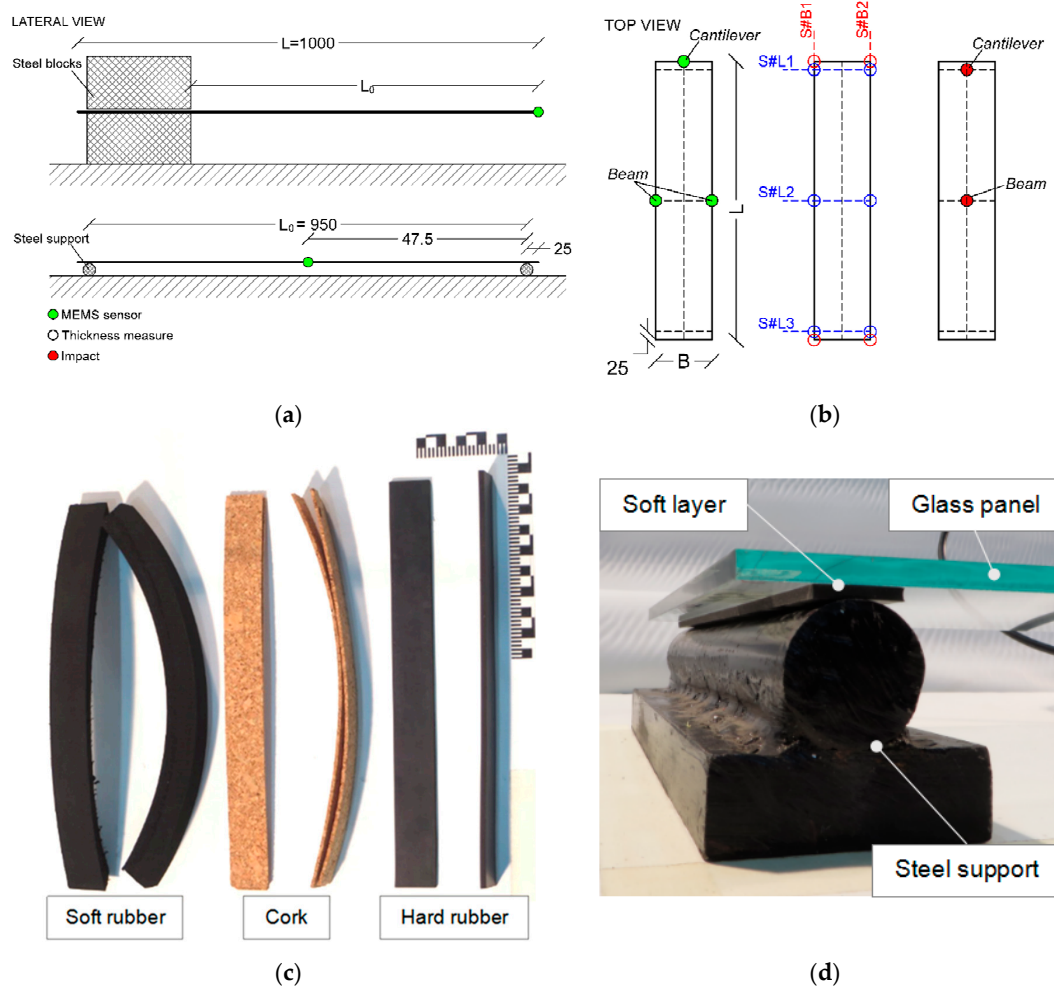 LATERAL VIEW
L=1000
Steel blocks
L₀
L₀ = 950
Steel support
47.5
25
MEMS sensor
Thickness measure
Impact
(a)
TOP VIEW
S#B1
S#B2
Cantilever
Cantilever
S#L1
Beam
S#L2
L
Beam
S#L3
25
B
(b)
Soft rubber
Cork
Hard rubber
(c)
Soft layer
Glass panel
Steel support
(d)